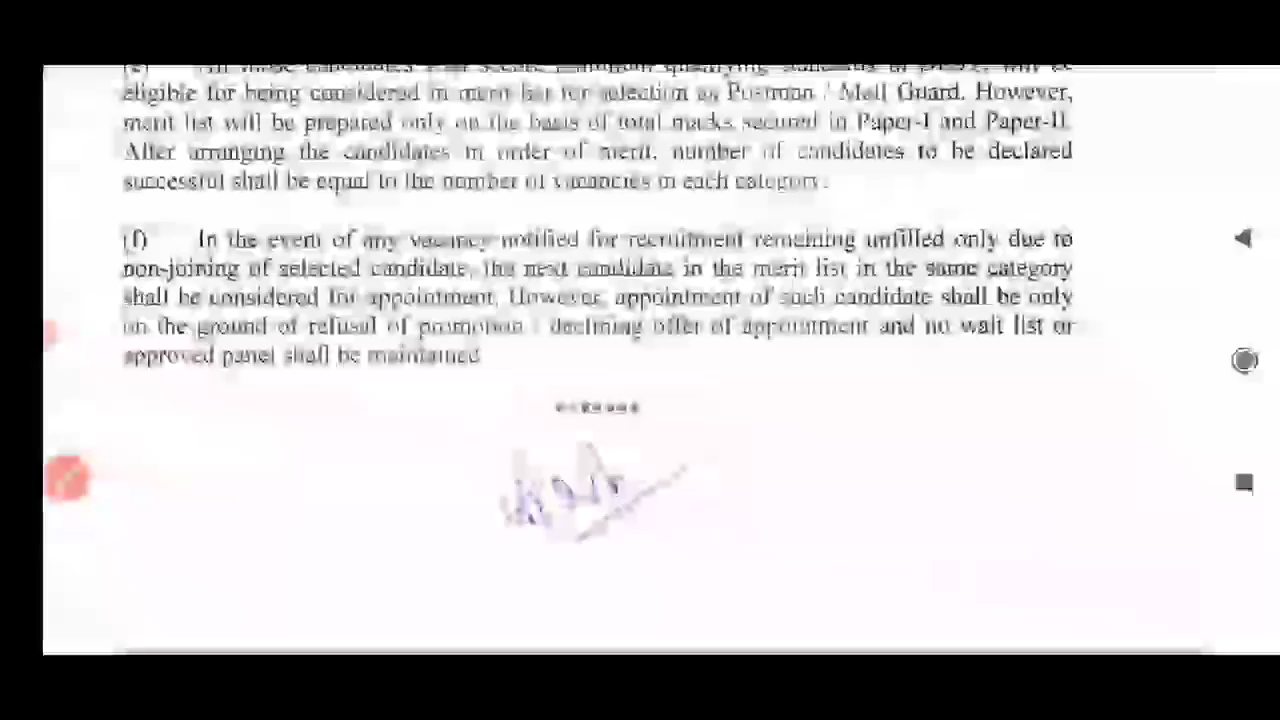 eligible for being considered in merit list for selection as Postman / Mail Guard. However,
merit list will be prepared only on the basis of total marks secured in Paper-I and Paper-II.
After arranging the candidates in order of merit, number of candidates to be declared
successful shall be equal to the number of vacancies in each category.
(f) In the event of any vacancy notified for recruitment remaining unfilled only due to
non-joining of selected candidate, the next candidate in the merit list in the same category
shall be considered for appointment. However, appointment of such candidate shall be only
on the ground of refusal of promotion / declining offer of appointment and no wait list or
approved panel shall be maintained